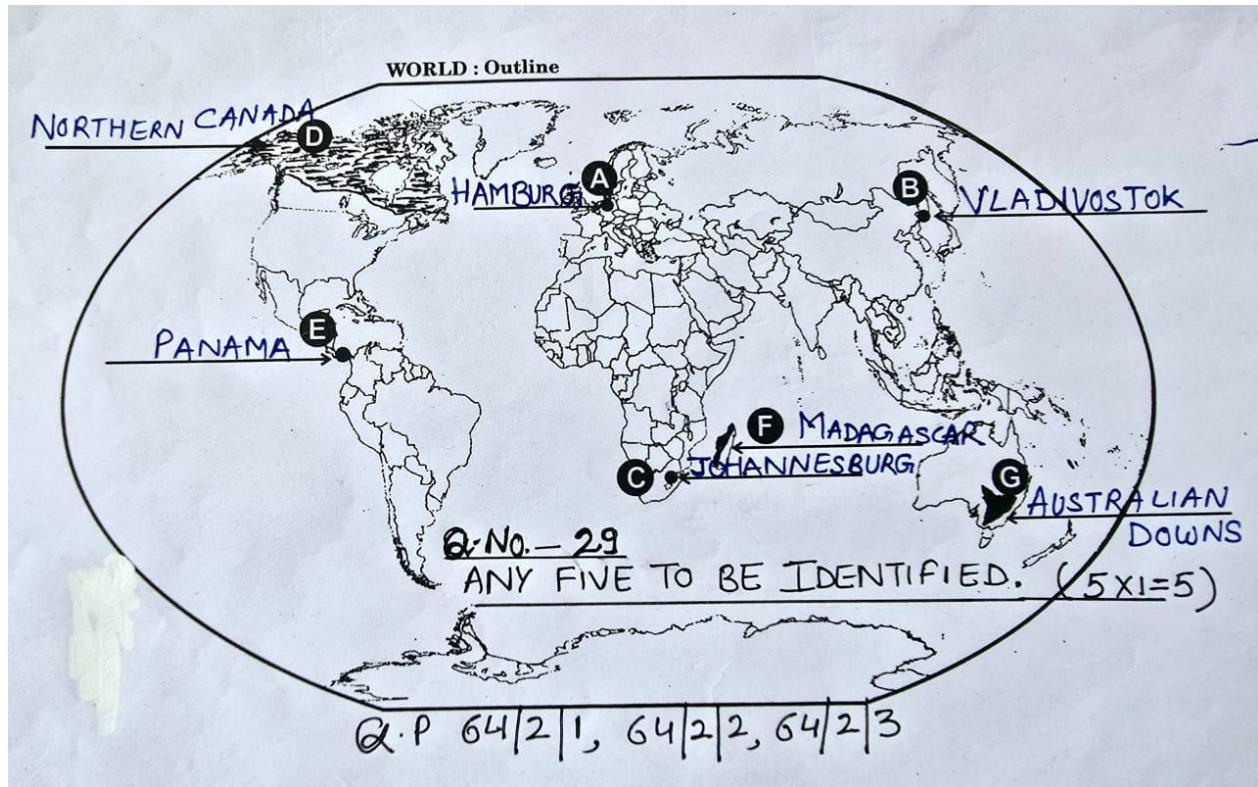 WORLD : Outline
NORTHERN CANADA
D
A
HAMBURG
B
VLADIVOSTOK
E
PANAMA
F
MADAGASCAR
C
JOHANNESBURG
G
AUSTRALIAN
DOWNS
Q. No. — 29
ANY FIVE TO BE IDENTIFIED. (5X1=5)
Q.P 64/2/1, 64/2/2, 64/2/3